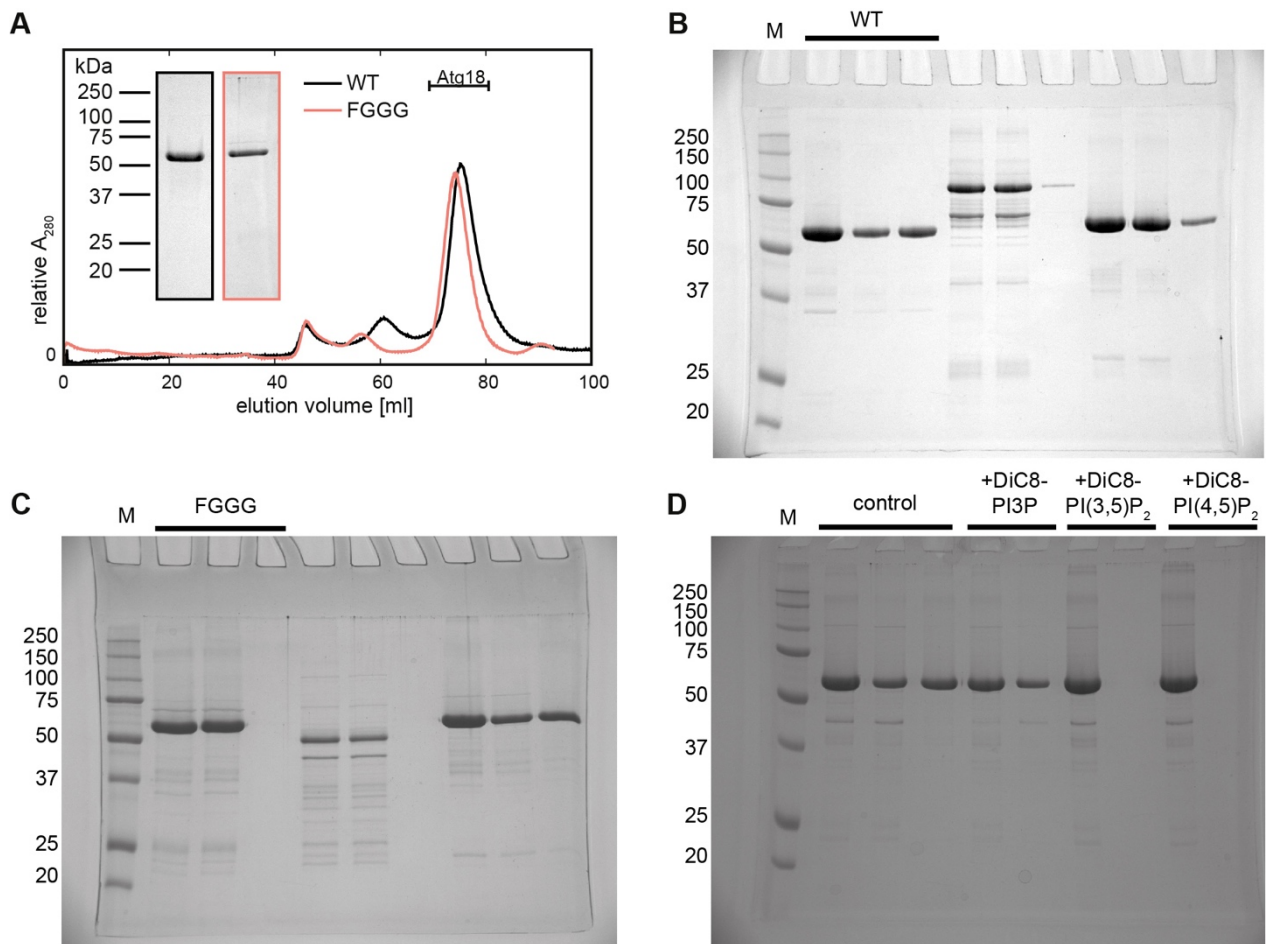 A
kDa
250
100
75
50
37
25
20
WT
FGGG
Atg18
relative A280
0
0 20 40 60 80 100
elution volume [ml]
B
M
WT
250
150
100
75
50
37
25
20
C
M
FGGG
250
150
100
75
50
37
25
20
D
M
control
+DiC8-
PI3P
+DiC8-
PI(3,5)P2
+DiC8-
PI(4,5)P2
250
150
100
75
50
37
25
20